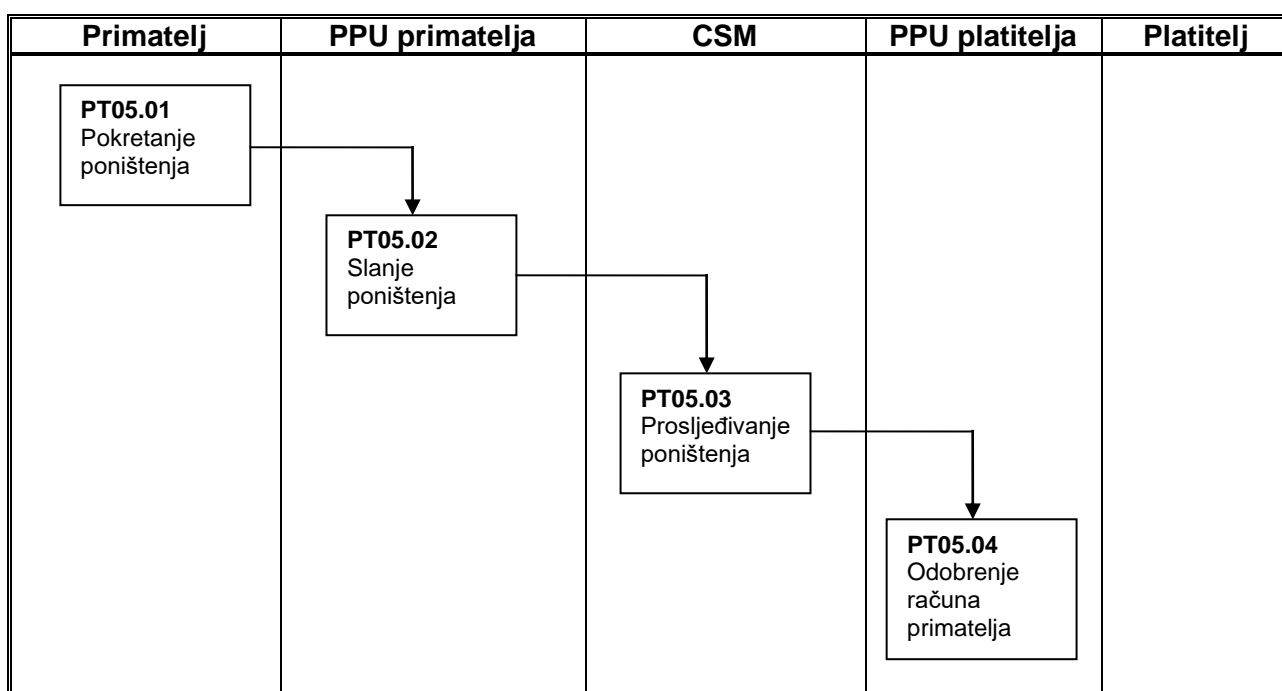 Primatelj
PPU primatelja
CSM
PPU platitelja
Platitelj
PT05.01
Pokretanje
poništenja
PT05.02
Slanje
poništenja
PT05.03
Prosljeđivanje
poništenja
PT05.04
Odobrenje
računa
primatelja